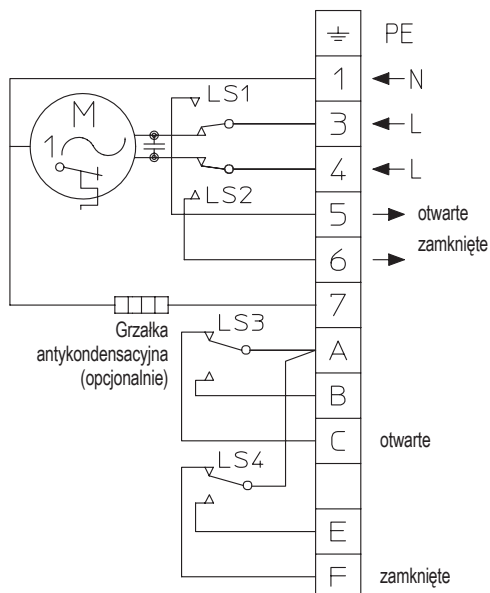 PE
1
N
LS1
3
L
M
1
4
L
LS2
5
otwarte
zamknięte
6
7
Grzałka
antykondensacyjna
(opcjonalnie)
LS3
A
B
C
otwarte
LS4
E
F
zamknięte